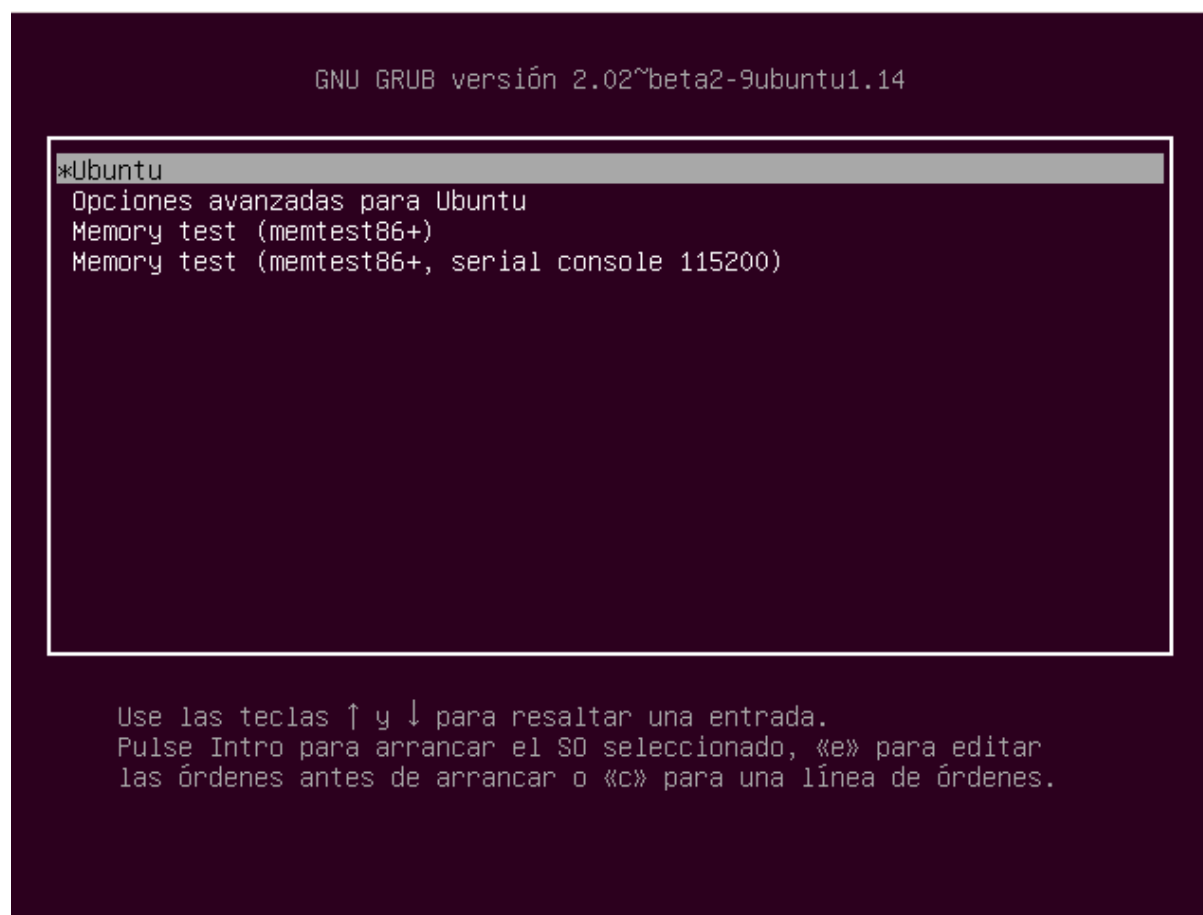 GNU GRUB versión 2.02~beta2-9ubuntu1.14
*Ubuntu
Opciones avanzadas para Ubuntu
Memory test (memtest86+)
Memory test (memtest86+, serial console 115200)
Use las teclas ↑ y ↓ para resaltar una entrada.
Pulse Intro para arrancar el SO seleccionado, «e» para editar
las órdenes antes de arrancar o «c» para una línea de órdenes.